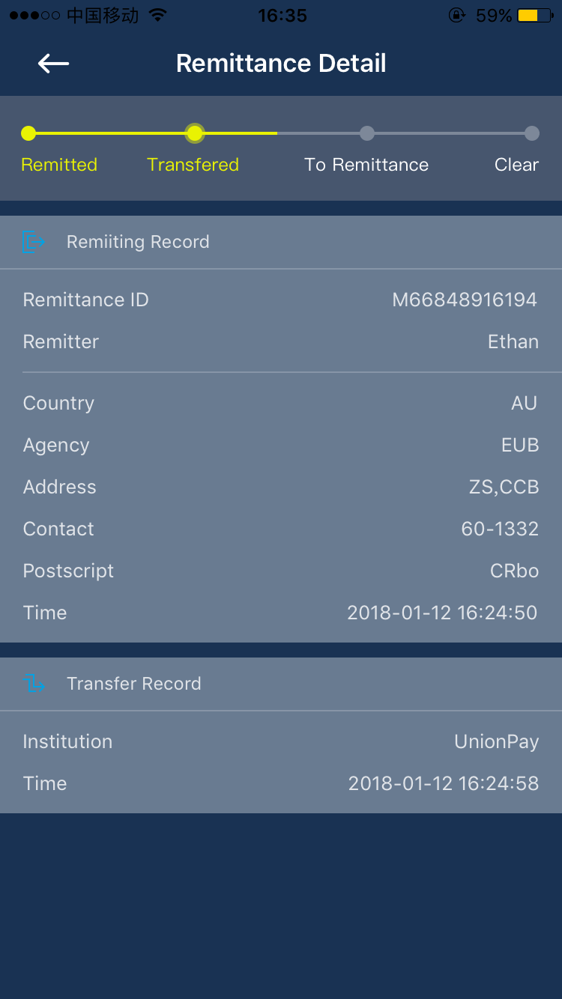 中国移动 16:35 59%
Remittance Detail
Remitted Transfered To Remittance Clear
Remiiting Record
Remittance ID M66848916194
Remitter Ethan
Country AU
Agency EUB
Address ZS,CCB
Contact 60-1332
Postscript CRbo
Time 2018-01-12 16:24:50
Transfer Record
Institution UnionPay
Time 2018-01-12 16:24:58